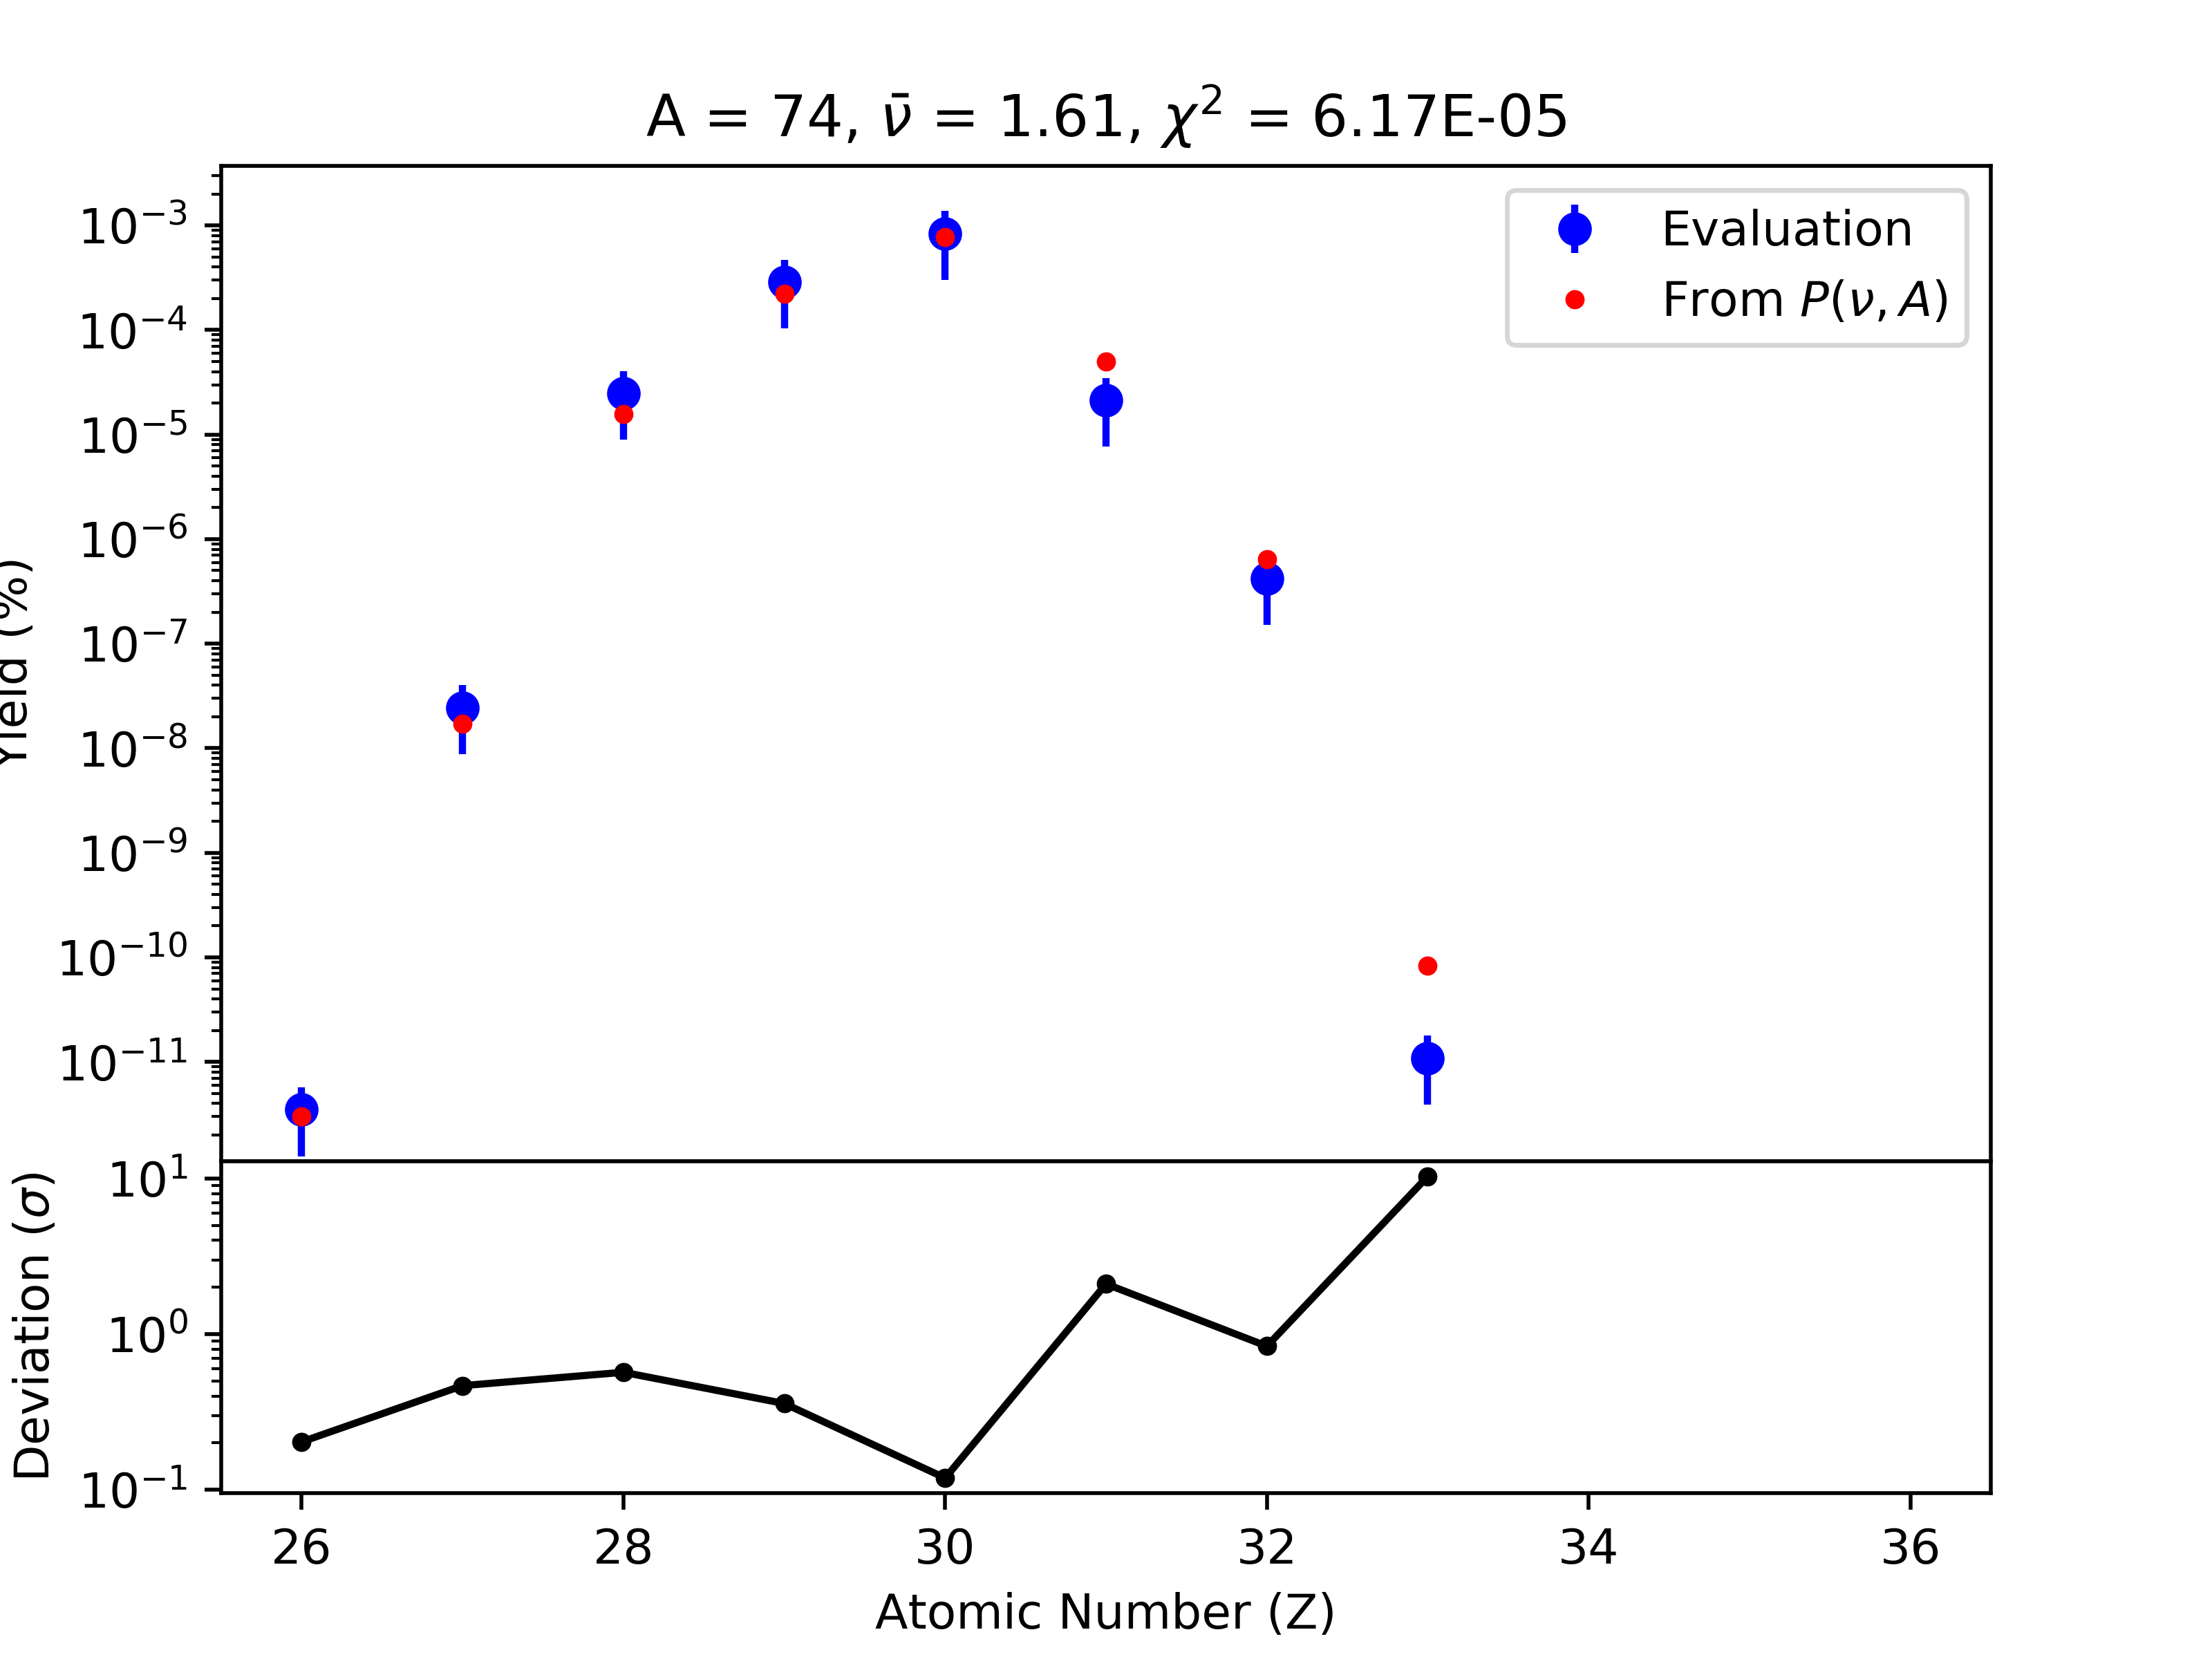 A = 74, ν̄ = 1.61, χ² = 6.17E-05
Evaluation
From P(ν, A)
Yield (%)
10⁻³
10⁻⁴
10⁻⁵
10⁻⁶
10⁻⁷
10⁻⁸
10⁻⁹
10⁻¹⁰
10⁻¹¹
Deviation (σ)
10¹
10⁰
10⁻¹
26 28 30 32 34 36
Atomic Number (Z)